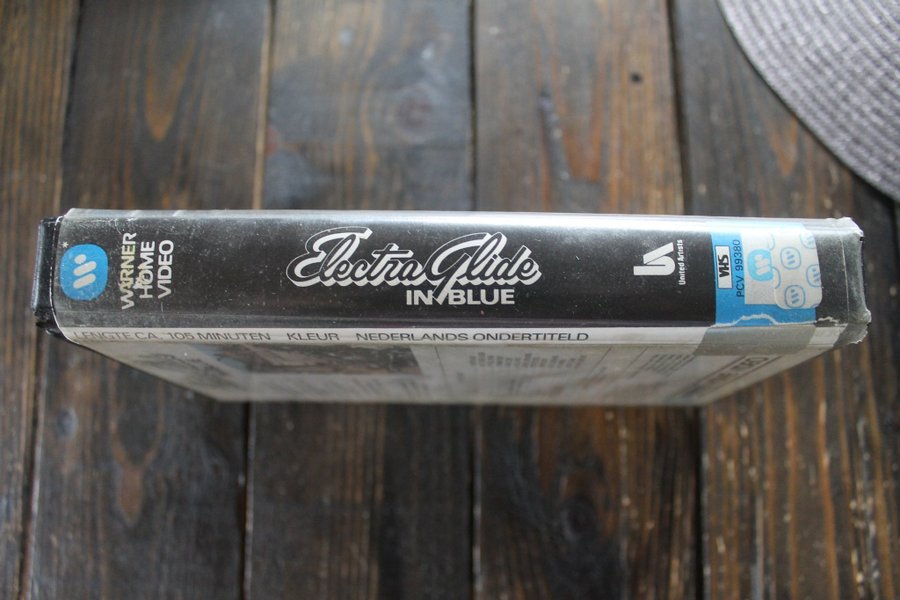 WARNER
HOME
VIDEO
Electra Glide
IN BLUE
United Artists
VHS
PCV 99380
LENGTE CA. 105 MINUTEN KLEUR NEDERLANDS ONDERTITELD